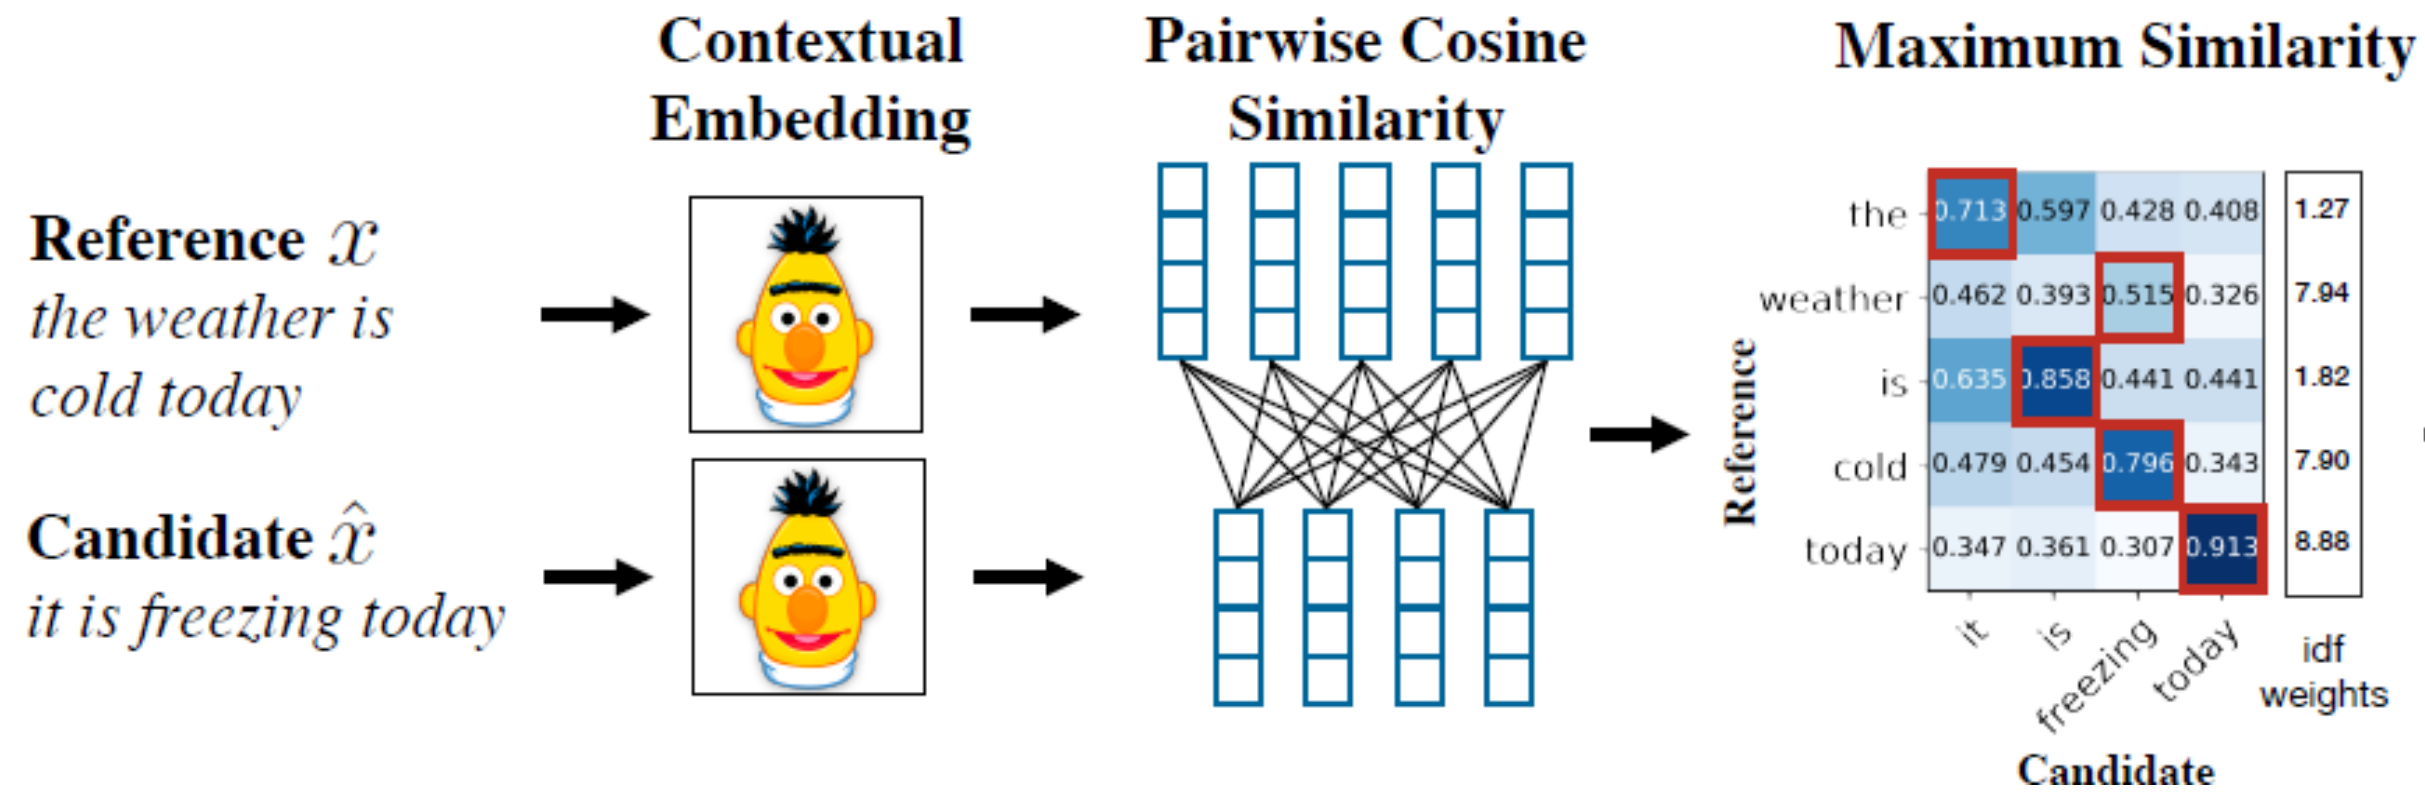 Contextual
Embedding
Pairwise Cosine
Similarity
Maximum Similarity
Reference x
the weather is
cold today
Candidate x̂
it is freezing today
Reference
the 0.713 0.597 0.428 0.408 1.27
weather 0.462 0.393 0.515 0.326 7.94
is 0.635 0.858 0.441 0.441 1.82
cold 0.479 0.454 0.796 0.343 7.90
today 0.347 0.361 0.307 0.913 8.88
it is freezing today
idf
weights
Candidate